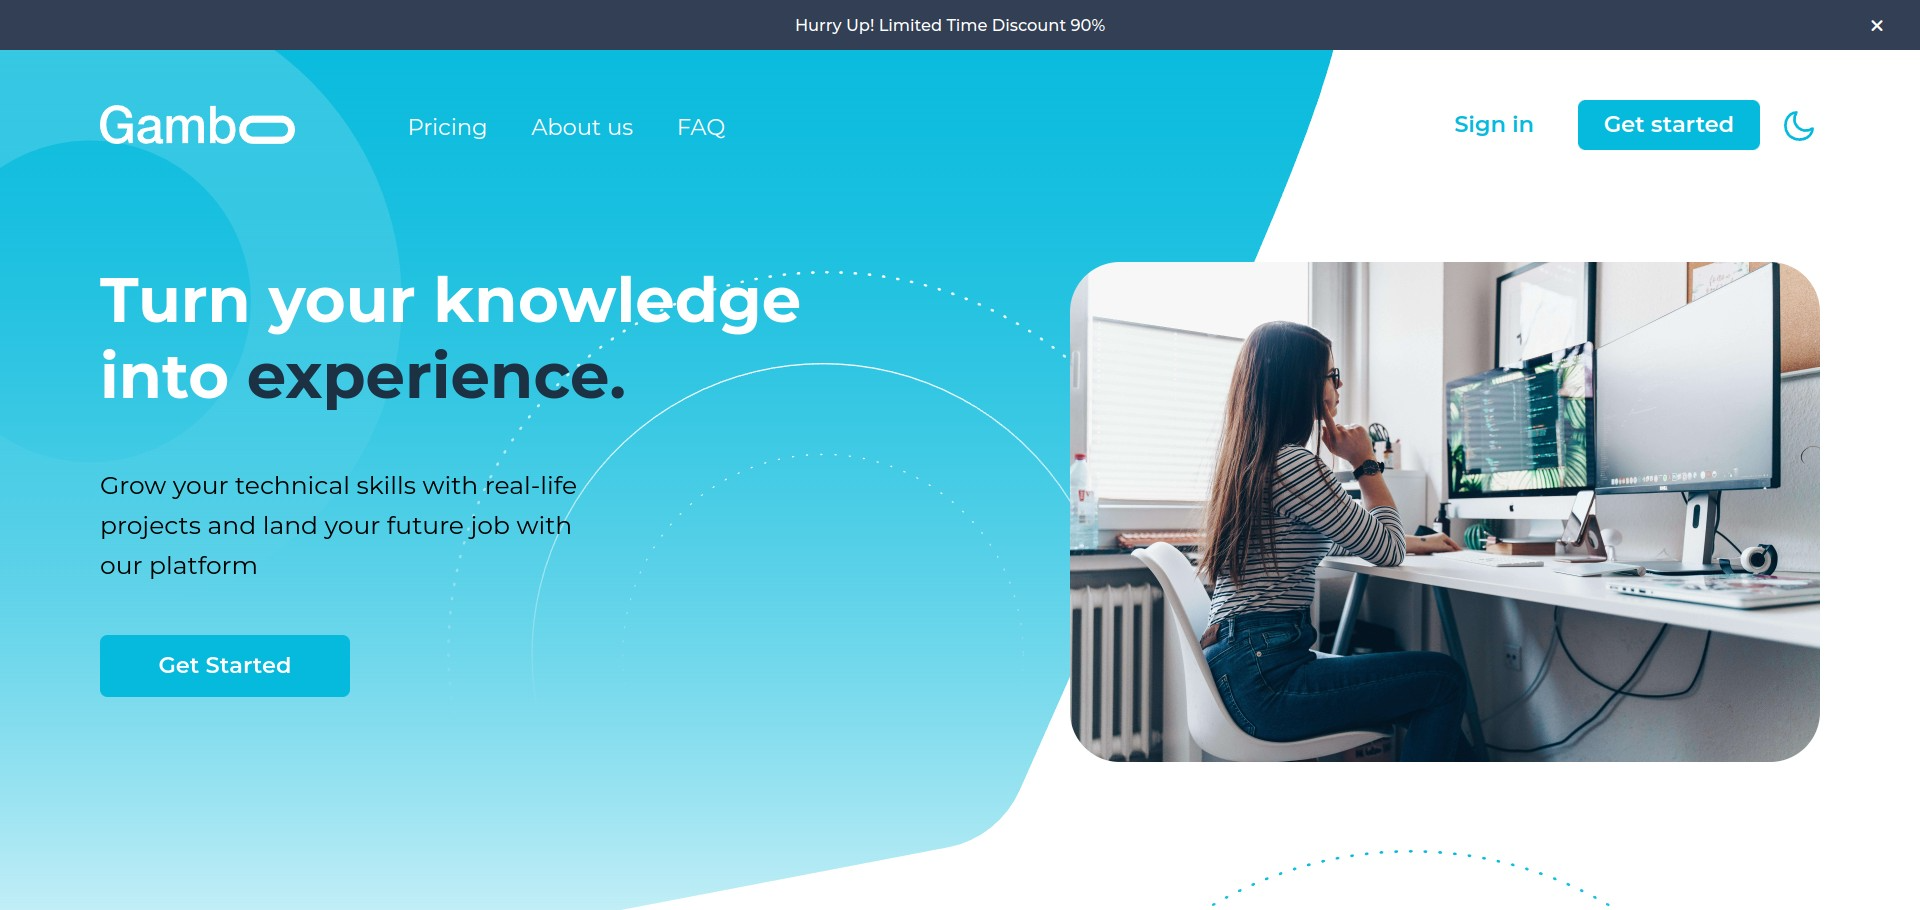 Hurry Up! Limited Time Discount 90%
Gamboo
Pricing
About us
FAQ
Sign in
Get started
Turn your knowledge
into experience.
Grow your technical skills with real-life
projects and land your future job with
our platform
Get Started